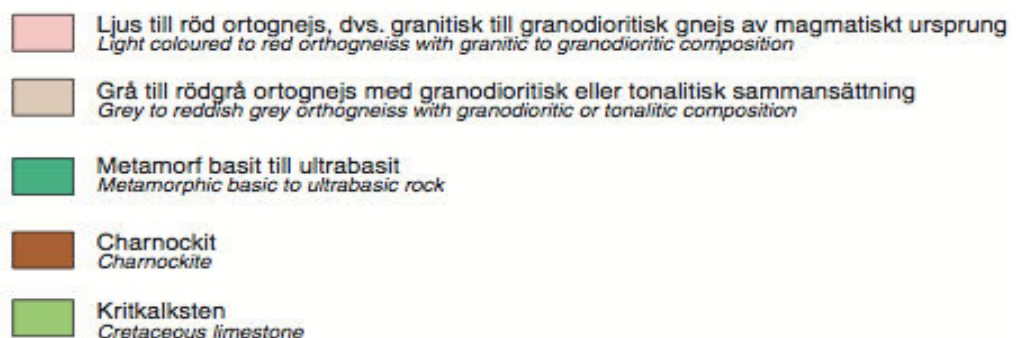 Ljus till röd ortognejs, dvs. granitisk till granodioritisk gnejs av magmatiskt ursprung
Light coloured to red orthogneiss with granitic to granodioritic composition
Grå till rödgrå ortognejs med granodioritisk eller tonalitisk sammansättning
Grey to reddish grey orthogneiss with granodioritic or tonalitic composition
Metamorf basit till ultrabasit
Metamorphic basic to ultrabasic rock
Charnockit
Charnockite
Kritkalksten
Cretaceous limestone